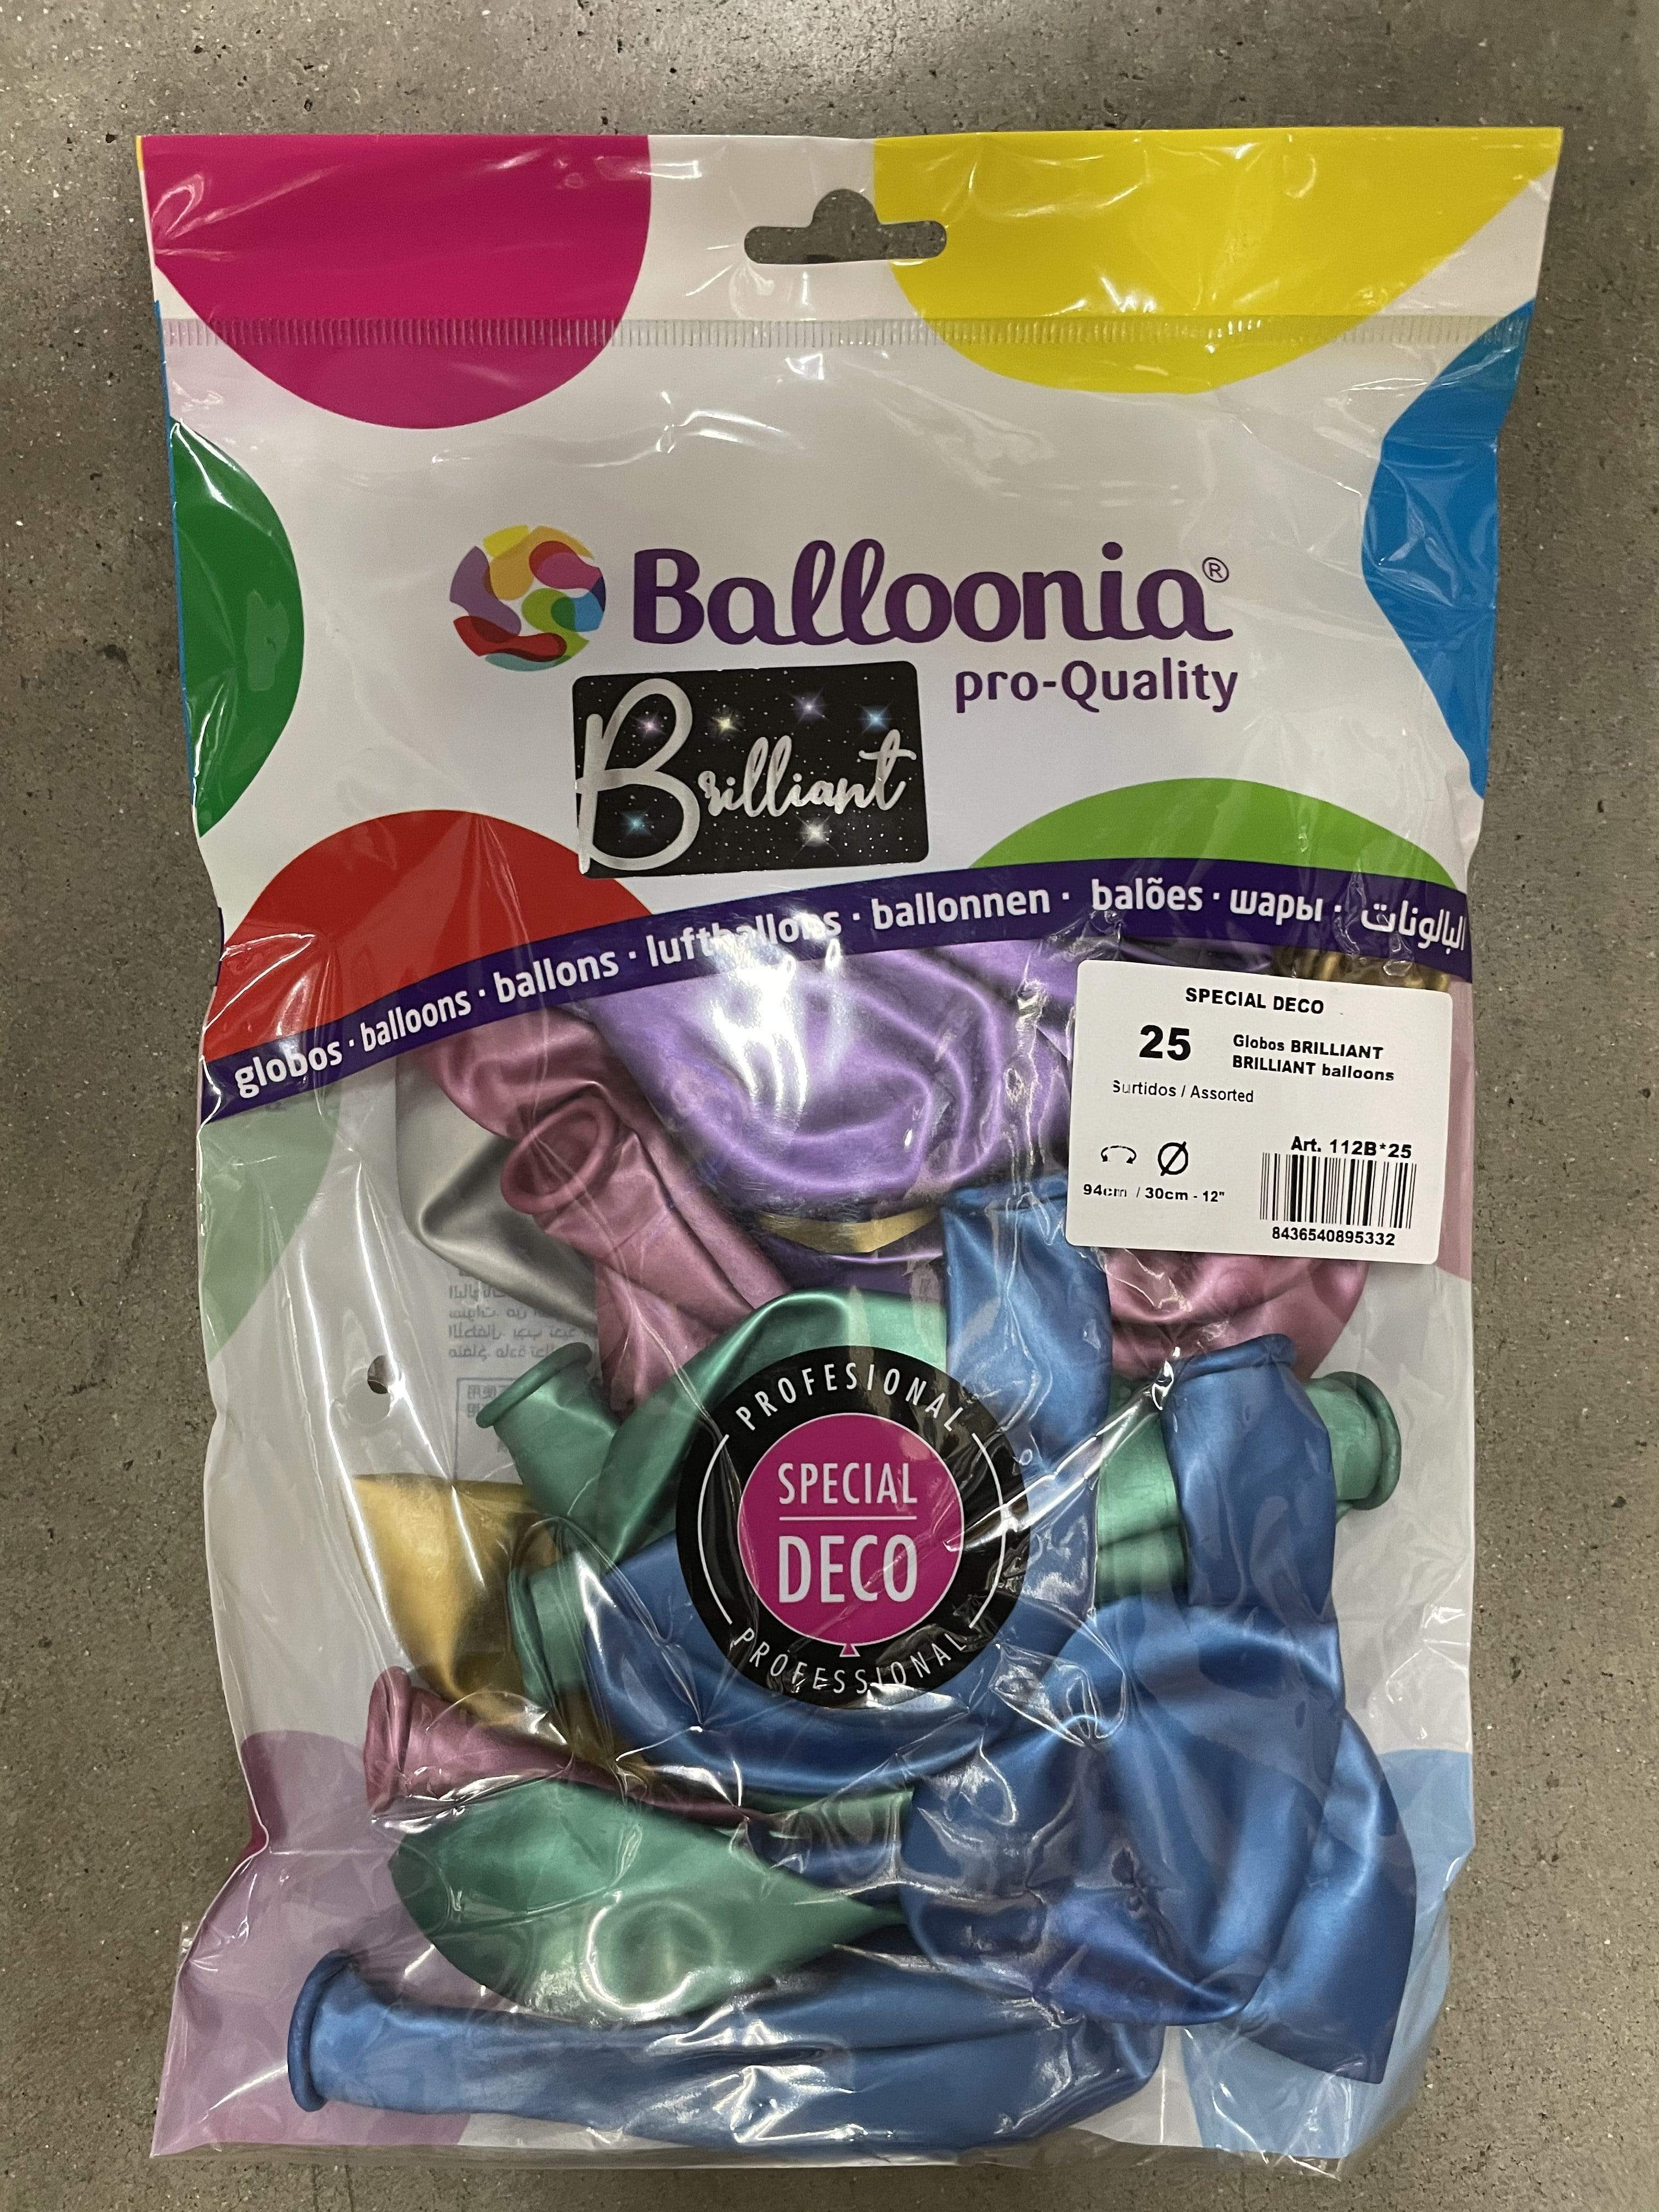 Balloonia®
pro-Quality
Brilliant
globos · balloons · ballons · luftballons · ballonnen · balões · шары · البالونات
SPECIAL DECO
25
Globos BRILLIANT
BRILLIANT balloons
Surtidos / Assorted
Art. 112B*25
94cm / 30cm - 12"
8436540895332
PROFESIONAL
SPECIAL
DECO
PROFESSIONAL